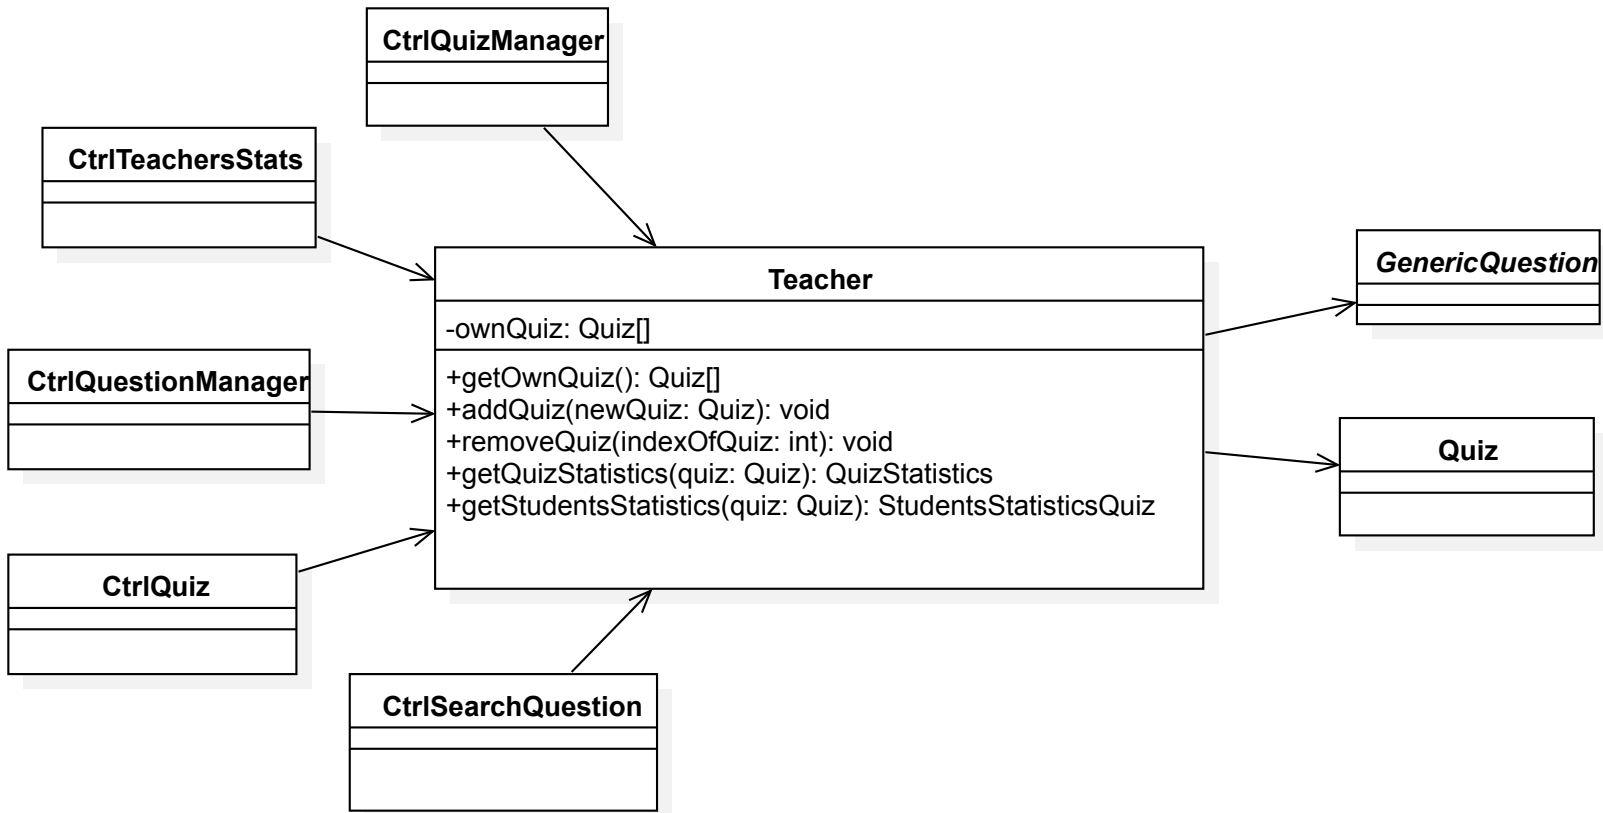 CtrlQuizManager
CtrlTeachersStats
CtrlQuestionManager
CtrlQuiz
CtrlSearchQuestion
Teacher
-ownQuiz: Quiz[]
+getOwnQuiz(): Quiz[]
+addQuiz(newQuiz: Quiz): void
+removeQuiz(indexOfQuiz: int): void
+getQuizStatistics(quiz: Quiz): QuizStatistics
+getStudentsStatistics(quiz: Quiz): StudentsStatisticsQuiz
GenericQuestion
Quiz